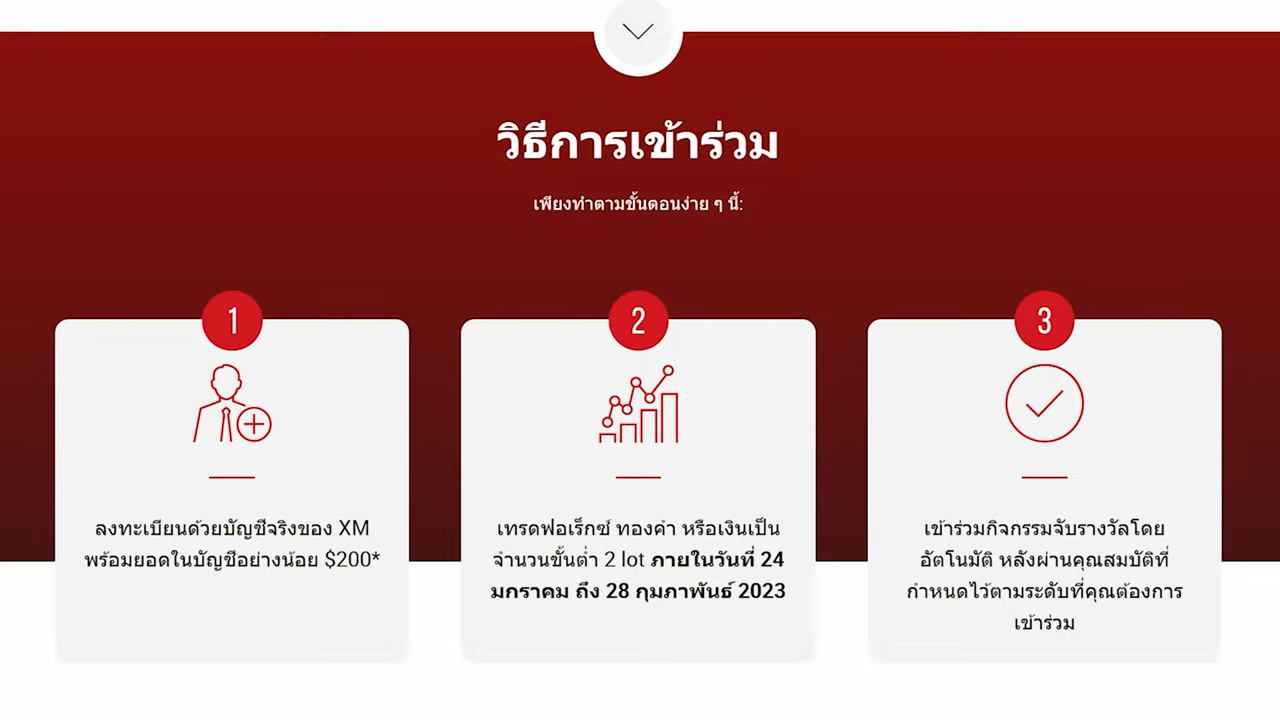 วิธีการเข้าร่วม
เพียงทำตามขั้นตอนง่าย ๆ นี้:
1
ลงทะเบียนด้วยบัญชีจริงของ XM
พร้อมยอดในบัญชีอย่างน้อย $200*
2
เทรดฟอเร็กซ์ ทองคำ หรือเงินเป็น
จำนวนขั้นต่ำ 2 lot ภายในวันที่ 24
มกราคม ถึง 28 กุมภาพันธ์ 2023
3
เข้าร่วมกิจกรรมจับรางวัลโดย
อัตโนมัติ หลังผ่านคุณสมบัติที่
กำหนดไว้ตามระดับที่คุณต้องการ
เข้าร่วม